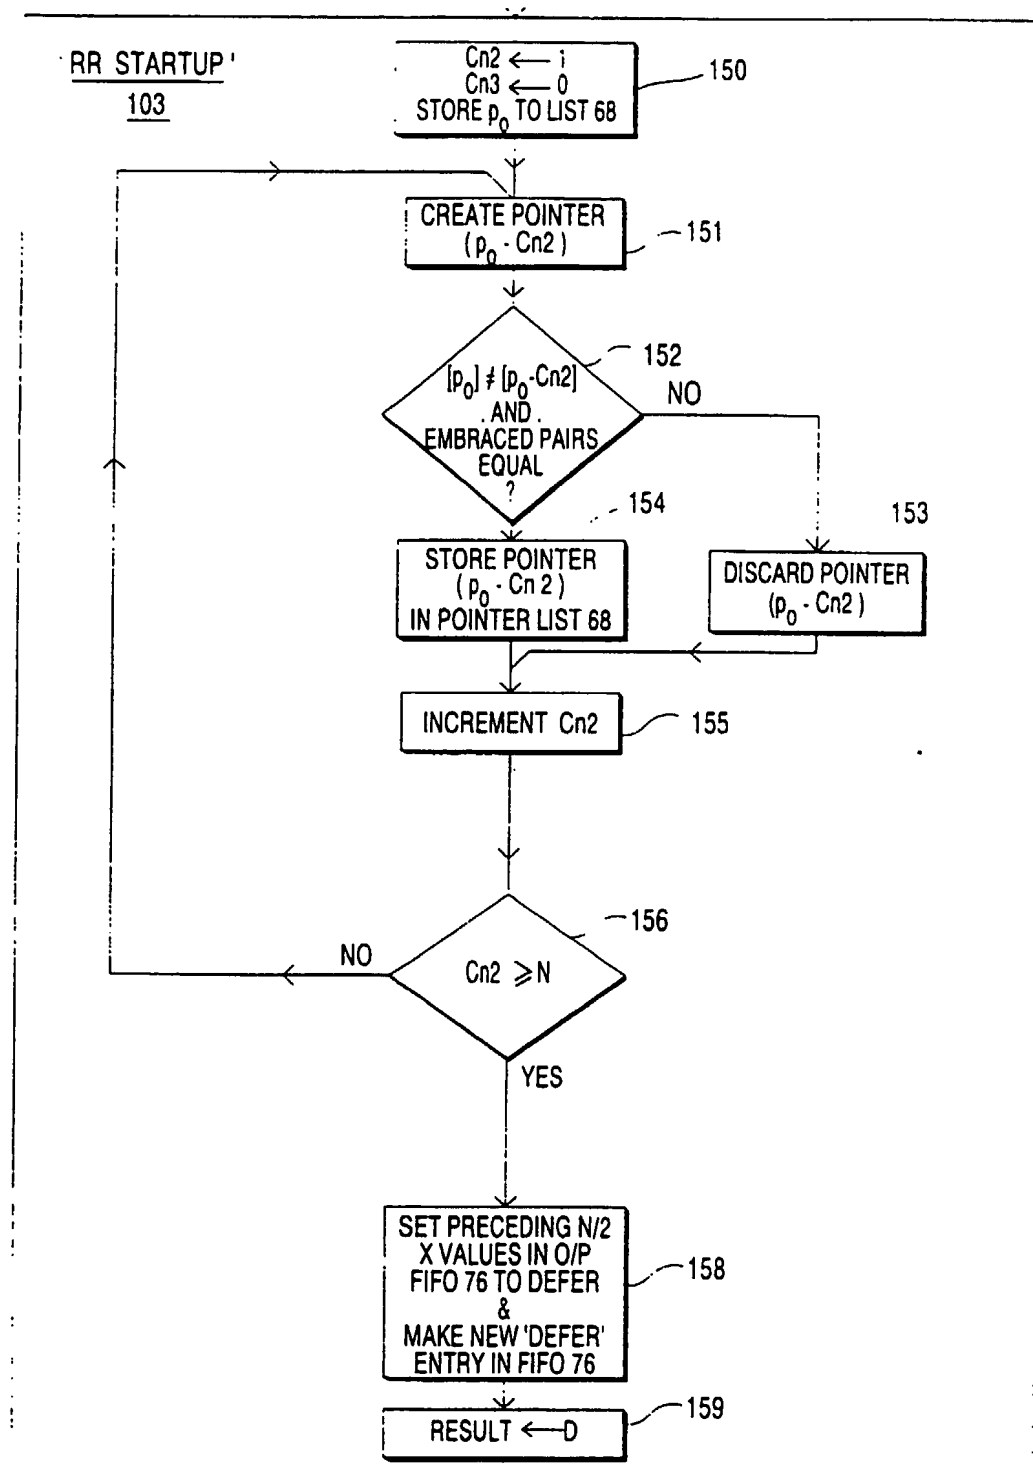 'RR STARTUP'
103
Cn2 ← 1
Cn3 ← 0
STORE p0 TO LIST 68
150
CREATE POINTER
(p0 - Cn2)
151
[p0] ≠ [p0-Cn2]
.AND.
EMBRACED PAIRS
EQUAL
?
152
NO
154
153
STORE POINTER
(p0 - Cn2)
IN POINTER LIST 68
DISCARD POINTER
(p0 - Cn2)
INCREMENT Cn2
155
156
NO
Cn2 ⩾N
YES
SET PRECEDING N/2
X VALUES IN O/P
FIFO 76 TO DEFER
&
MAKE NEW 'DEFER'
ENTRY IN FIFO 76
158
RESULT ←D
159